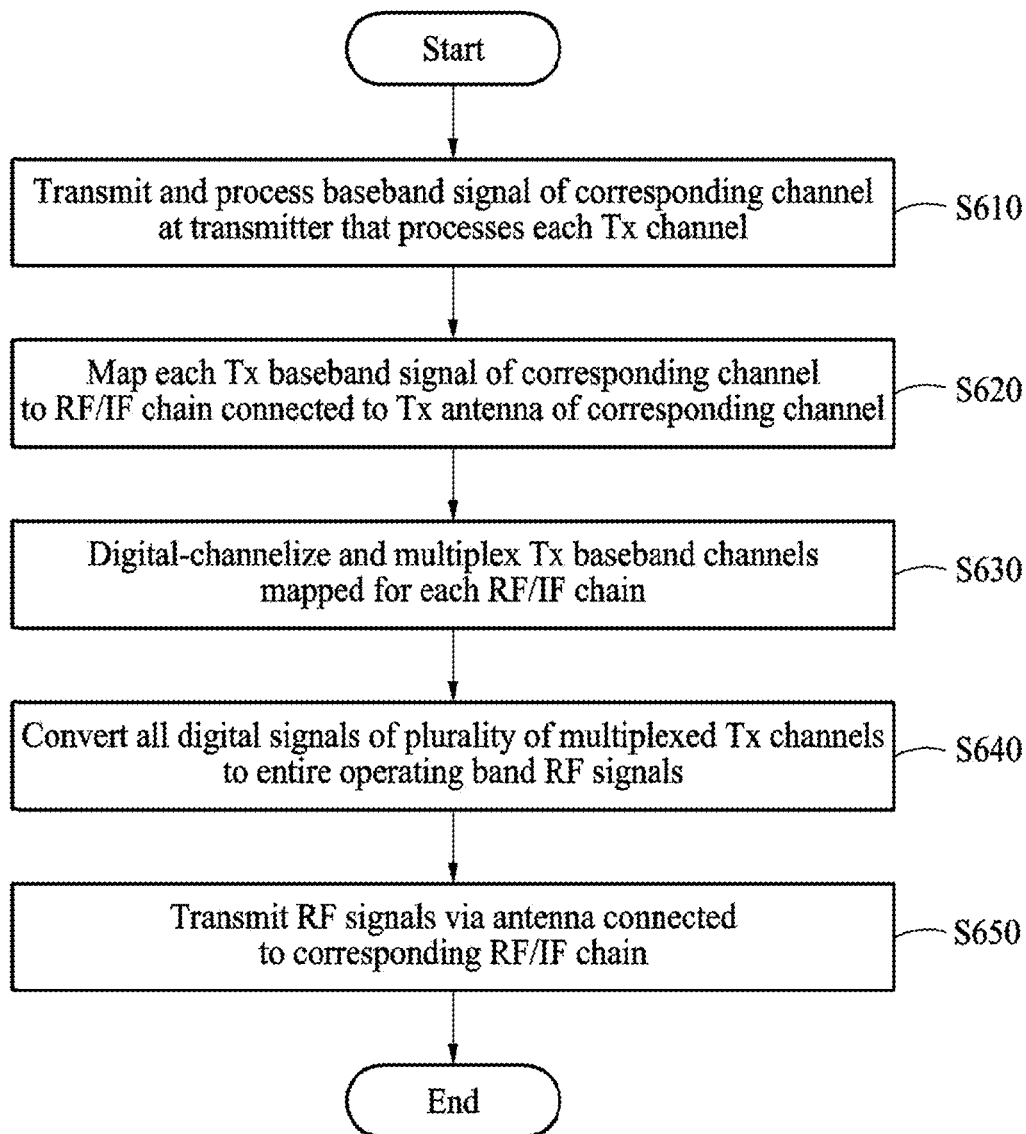 Start
Transmit and process baseband signal of corresponding channel
at transmitter that processes each Tx channel
S610
Map each Tx baseband signal of corresponding channel
to RF/IF chain connected to Tx antenna of corresponding channel
S620
Digital-channelize and multiplex Tx baseband channels
mapped for each RF/IF chain
S630
Convert all digital signals of plurality of multiplexed Tx channels
to entire operating band RF signals
S640
Transmit RF signals via antenna connected
to corresponding RF/IF chain
S650
End